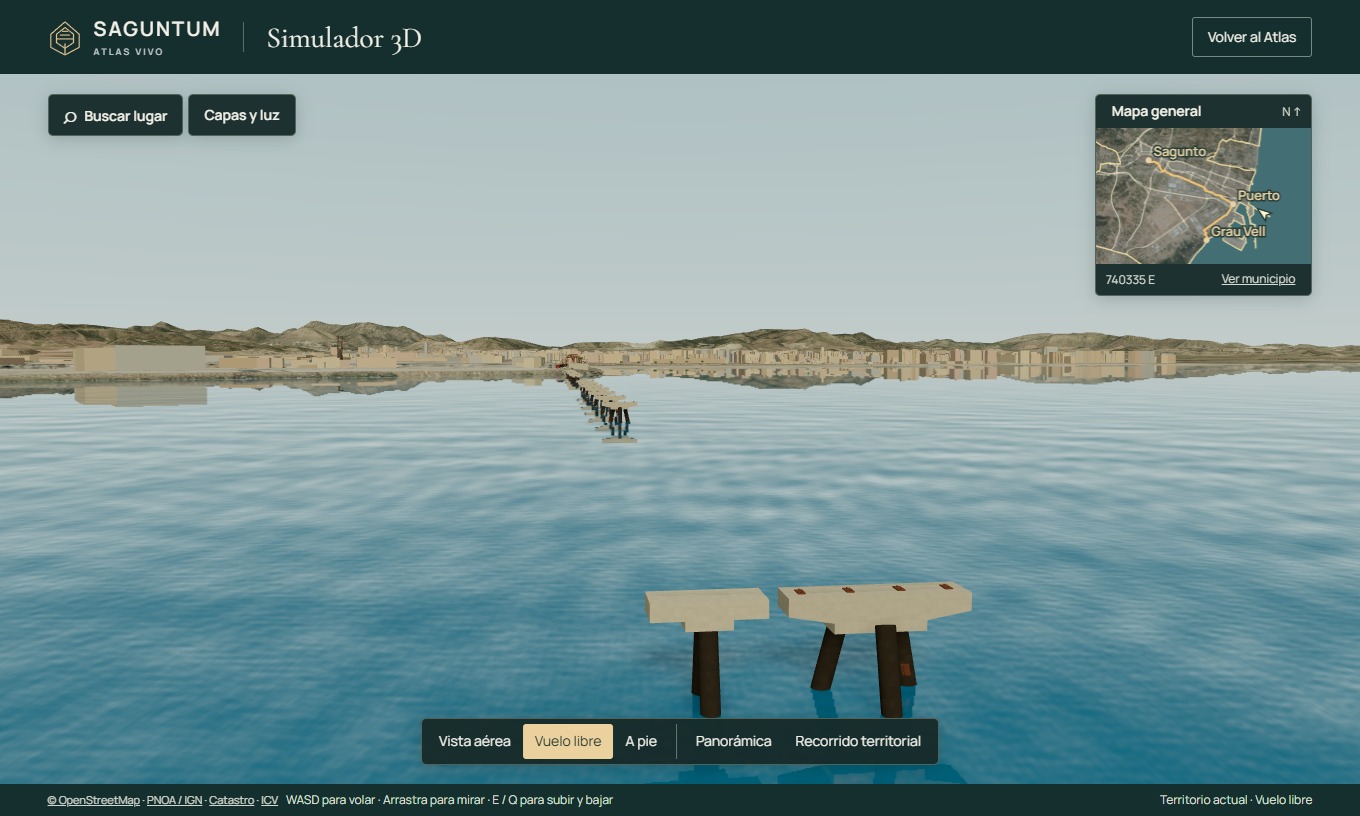 SAGUNTUM
ATLAS VIVO
Simulador 3D
Volver al Atlas
Buscar lugar
Capas y luz
Mapa general
N ↑
Sagunto
Puerto
Grau Vell
740335 E
Ver municipio
Vista aérea
Vuelo libre
A pie
Panorámica
Recorrido territorial
© OpenStreetMap · PNOA / IGN · Catastro · ICV WASD para volar · Arrastra para mirar · E / Q para subir y bajar
Territorio actual · Vuelo libre